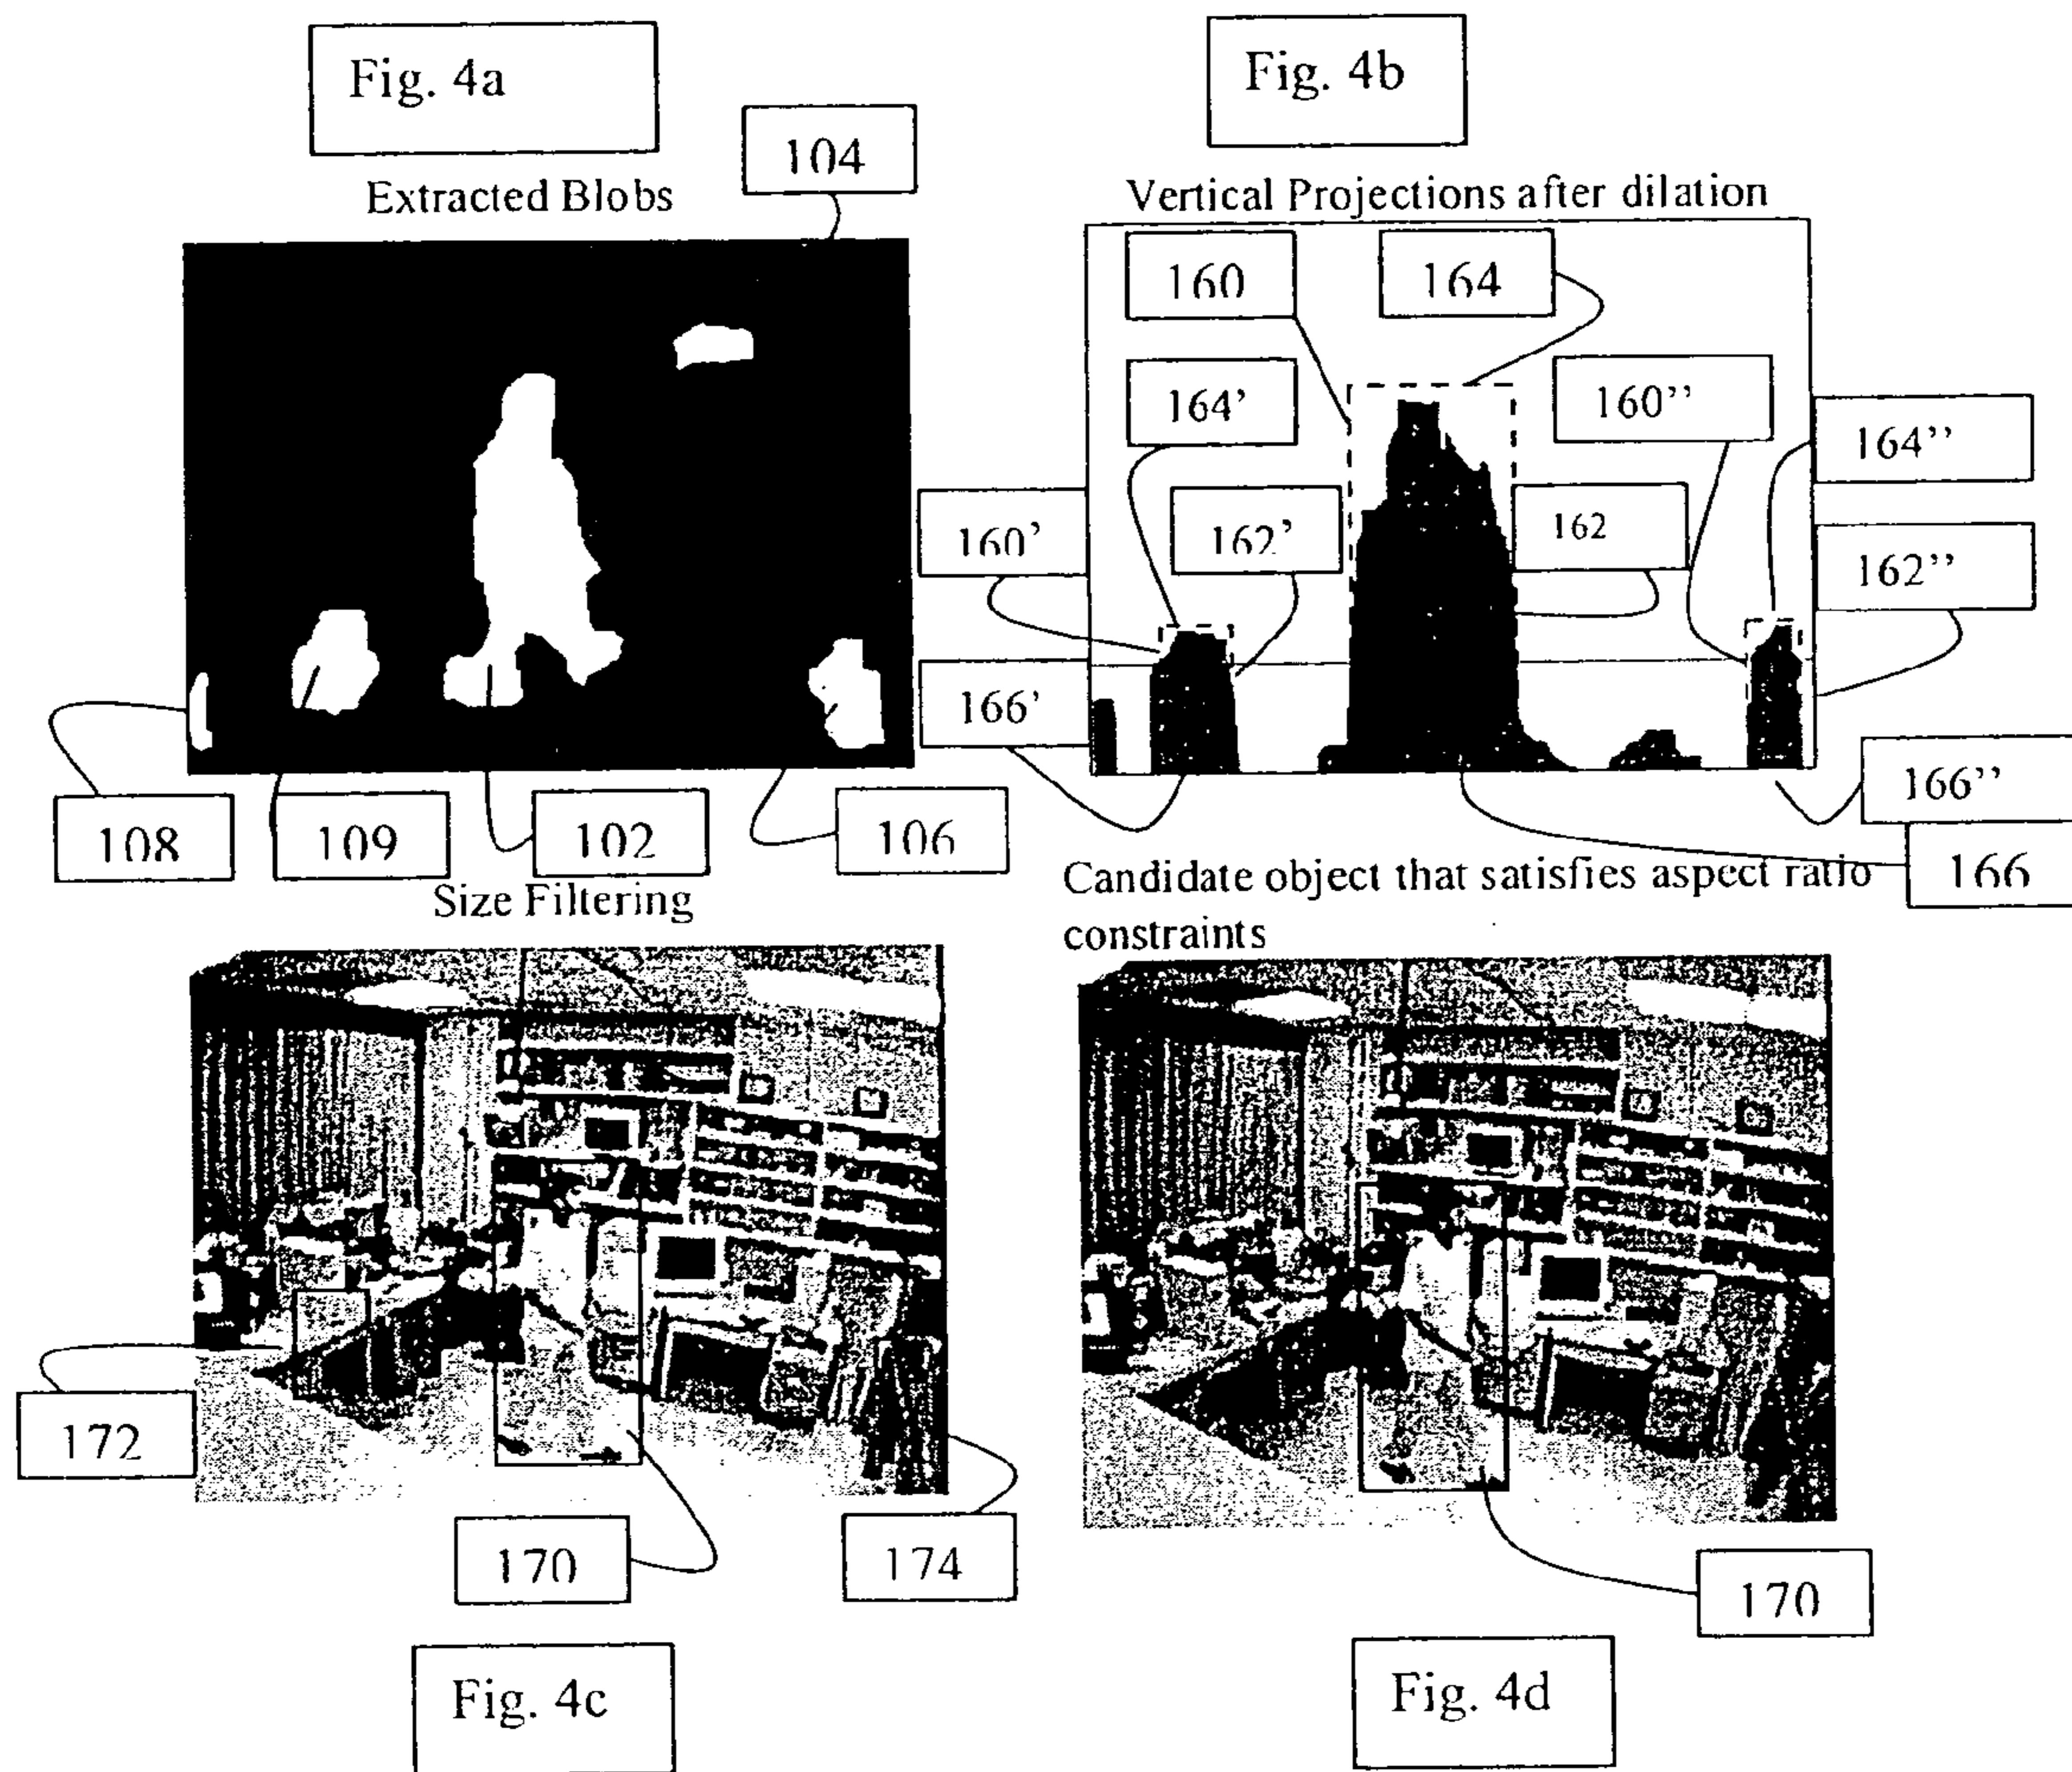 Fig. 4a
Fig. 4b
104
Extracted Blobs
Vertical Projections after dilation
160
164
164’
160’’
164’’
160’
162’
162
162’’
166’
166’’
108
109
102
106
166
Size Filtering
Candidate object that satisfies aspect ratio
constraints
172
170
174
170
Fig. 4c
Fig. 4d